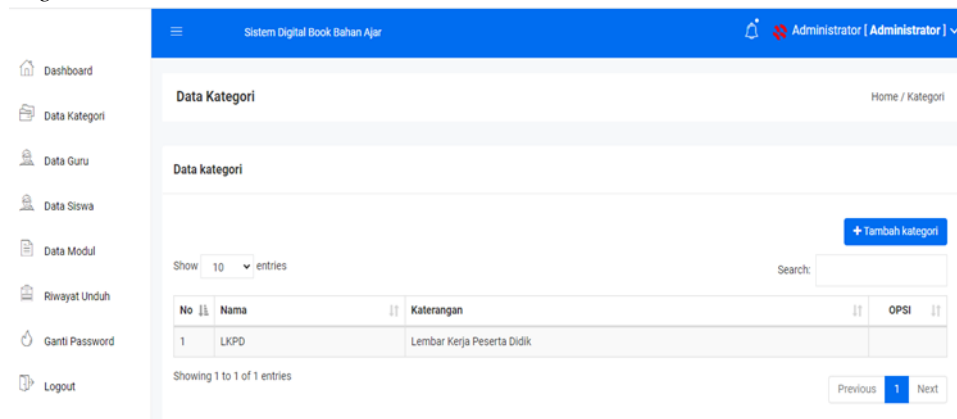 Sistem Digital Book Bahan Ajar
Administrator [ Administrator ]
Dashboard
Data Kategori
Data Guru
Data Siswa
Data Modul
Riwayat Unduh
Ganti Password
Logout
Data Kategori
Home / Kategori
Data kategori
+ Tambah kategori
Show 10 entries
Search:
No Nama Katerangan OPSI
1 LKPD Lembar Kerja Peserta Didik
Showing 1 to 1 of 1 entries
Previous 1 Next